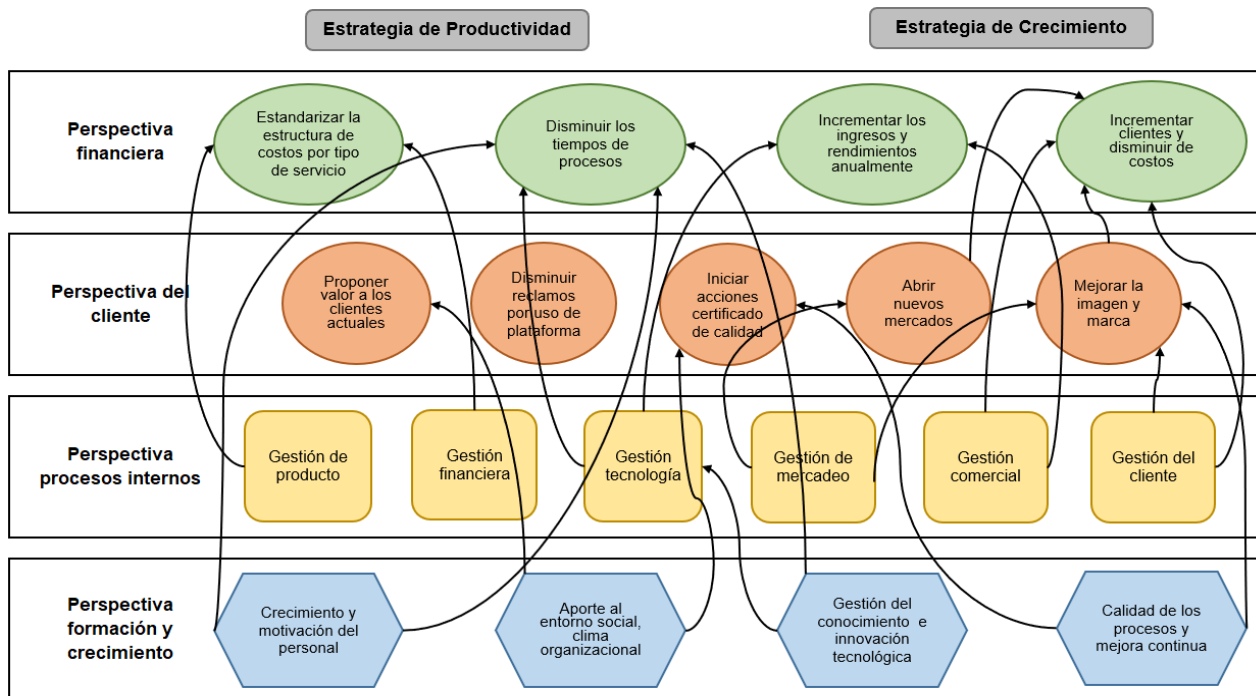 Estrategia de Productividad
Estrategia de Crecimiento
Perspectiva
financiera
Estandarizar la
estructura de
costos por tipo
de servicio
Disminuir los
tiempos de
procesos
Incrementar los
ingresos y
rendimientos
anualmente
Incrementar
clientes y
disminuir de
costos
Perspectiva del
cliente
Proponer
valor a los
clientes
actuales
Disminuir
reclamos
por uso de
plataforma
Iniciar
acciones
certificado
de calidad
Abrir
nuevos
mercados
Mejorar la
imagen y
marca
Perspectiva
procesos internos
Gestión de
producto
Gestión
financiera
Gestión
tecnología
Gestión de
mercadeo
Gestión
comercial
Gestión del
cliente
Perspectiva
formación y
crecimiento
Crecimiento y
motivación del
personal
Aporte al
entorno social,
clima
organizacional
Gestión del
conocimiento e
innovación
tecnológica
Calidad de los
procesos y
mejora continua